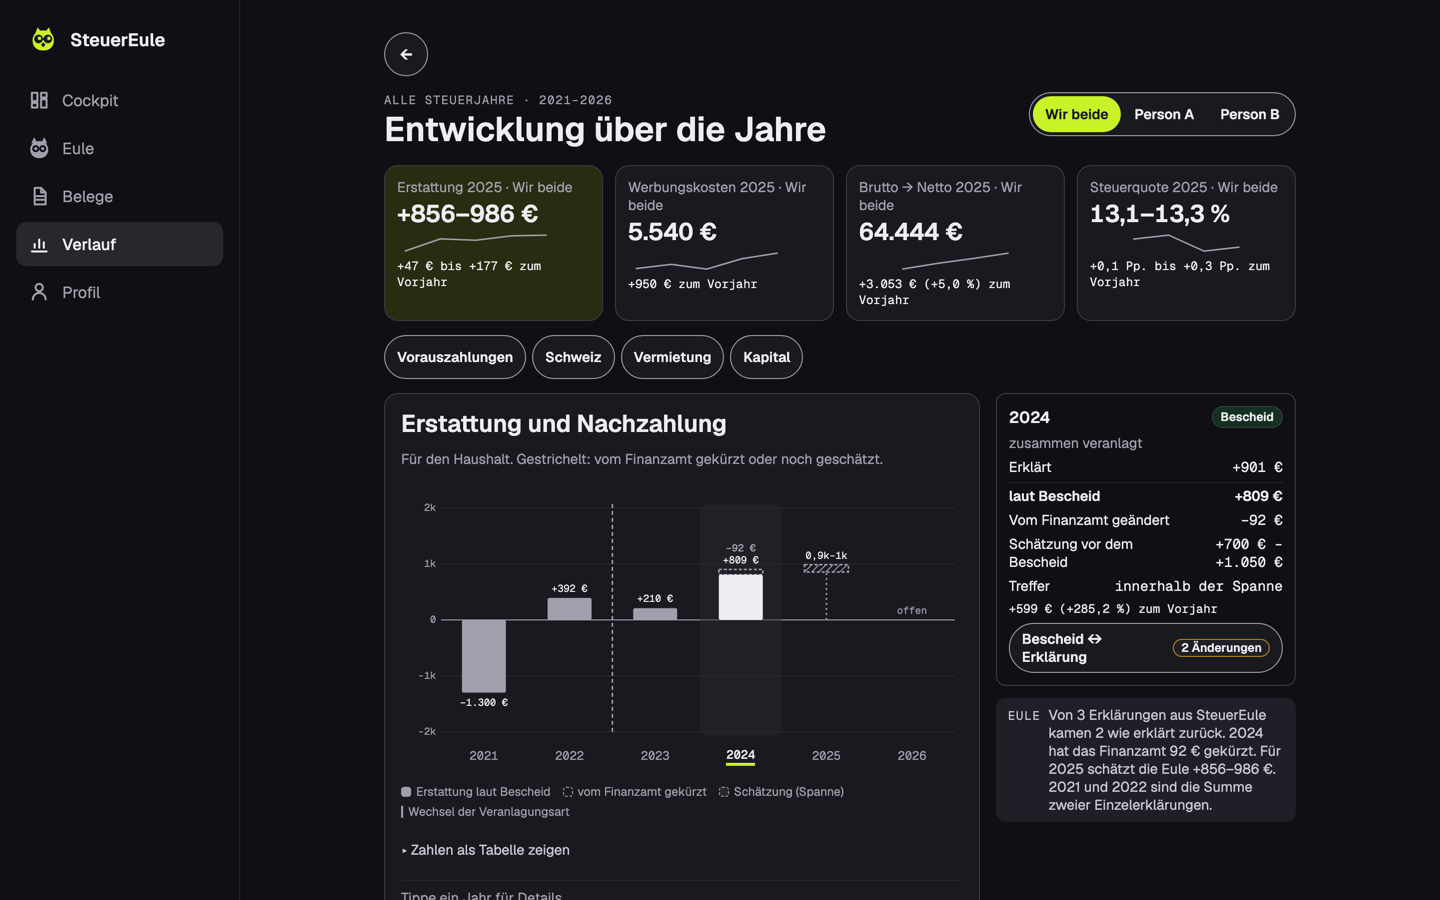 SteuerEule
Cockpit
Eule
Belege
Verlauf
Profil
ALLE STEUERJAHRE · 2021–2026
Entwicklung über die Jahre
Wir beide
Person A
Person B
Erstattung 2025 · Wir beide
+856–986 €
+47 € bis +177 € zum
Vorjahr
Werbungskosten 2025 · Wir
beide
5.540 €
+950 € zum Vorjahr
Brutto → Netto 2025 · Wir
beide
64.444 €
+3.053 € (+5,0 %) zum
Vorjahr
Steuerquote 2025 · Wir beide
13,1–13,3 %
+0,1 Pp. bis +0,3 Pp. zum
Vorjahr
Vorauszahlungen
Schweiz
Vermietung
Kapital
Erstattung und Nachzahlung
Für den Haushalt. Gestrichelt: vom Finanzamt gekürzt oder noch geschätzt.
2k
1k
0
−1k
−2k
−1.300 €
+392 €
+210 €
−92 €
+809 €
0,9k–1k
offen
2021
2022
2023
2024
2025
2026
Erstattung laut Bescheid
vom Finanzamt gekürzt
Schätzung (Spanne)
Wechsel der Veranlagungsart
▸ Zahlen als Tabelle zeigen
Tippe ein Jahr für Details
2024
Bescheid
zusammen veranlagt
Erklärt +901 €
laut Bescheid +809 €
Vom Finanzamt geändert −92 €
Schätzung vor dem +700 € –
Bescheid +1.050 €
Treffer innerhalb der Spanne
+599 € (+285,2 %) zum Vorjahr
Bescheid ↔
Erklärung
2 Änderungen
EULE Von 3 Erklärungen aus SteuerEule
kamen 2 wie erklärt zurück. 2024
hat das Finanzamt 92 € gekürzt. Für
2025 schätzt die Eule +856–986 €.
2021 und 2022 sind die Summe
zweier Einzelerklärungen.